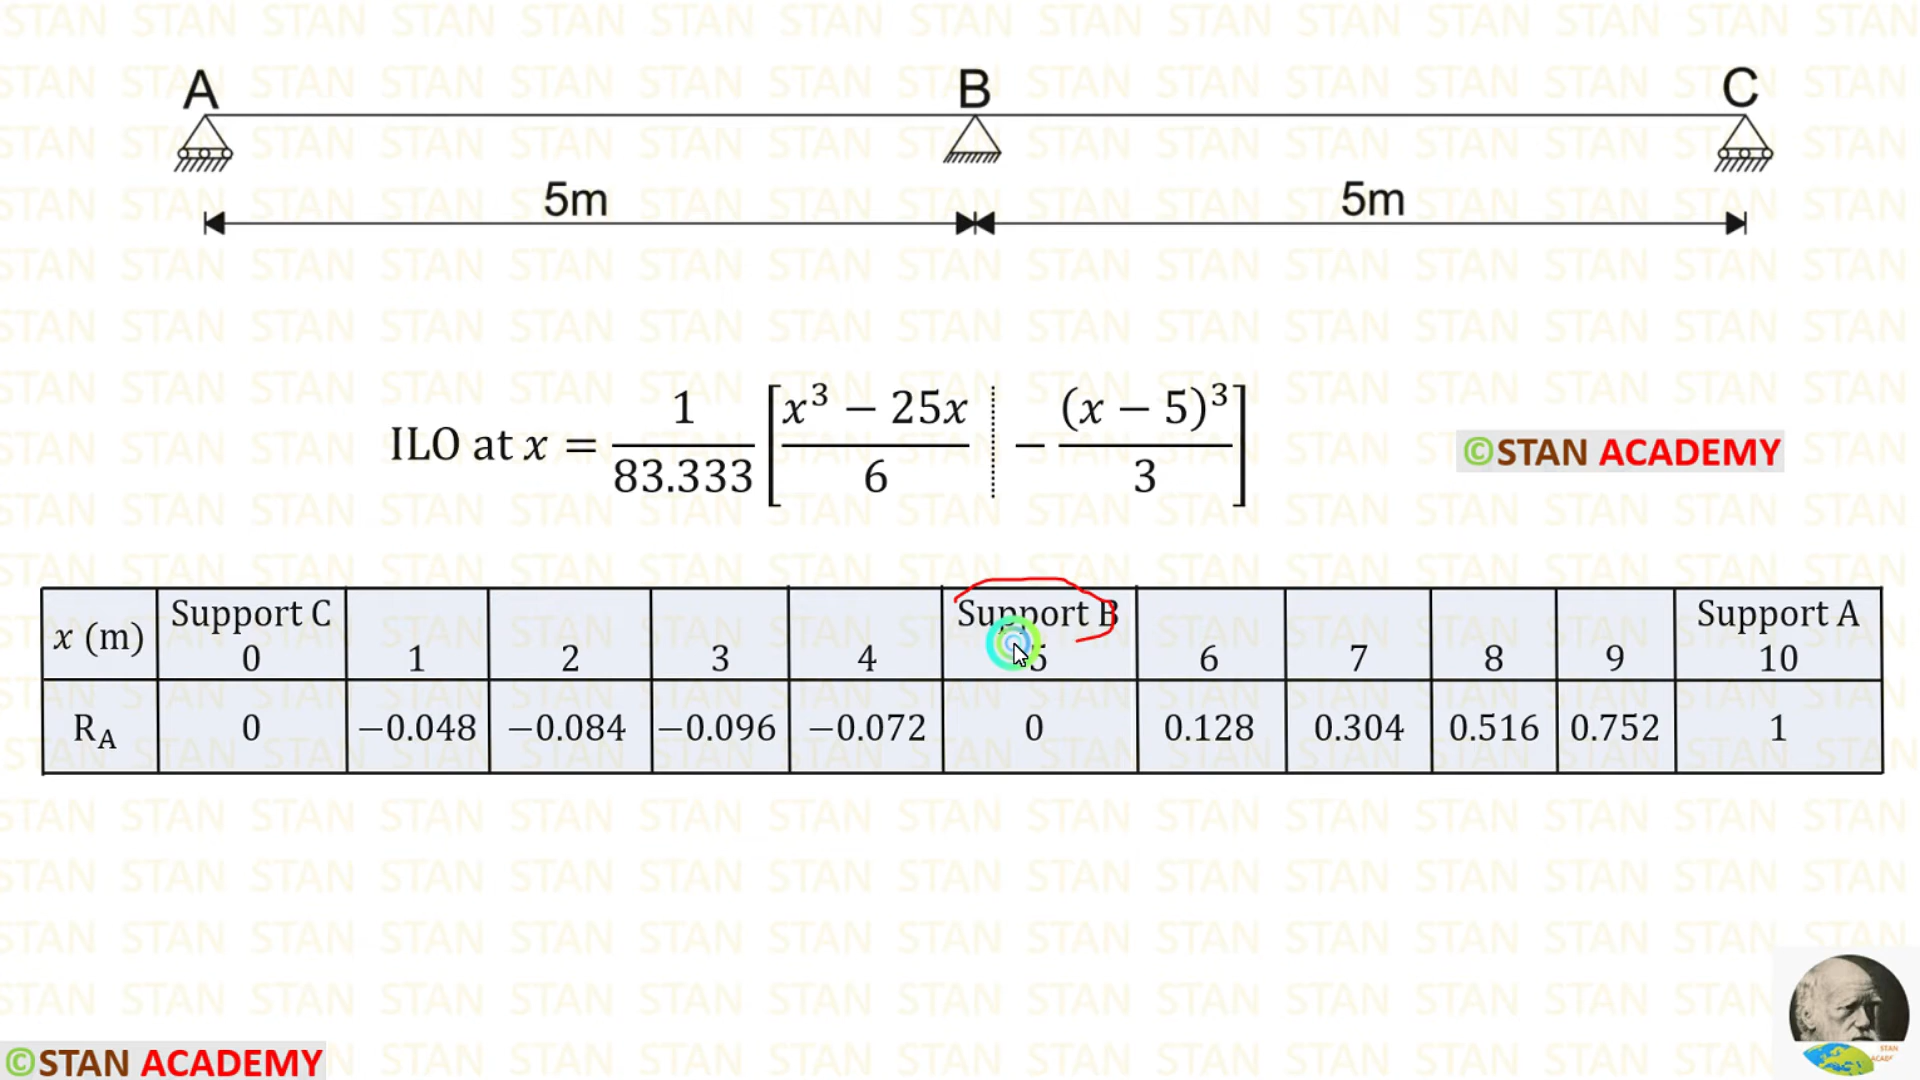 A B C
5m 5m
ILO at x = 1/83.333 [ (x³ − 25x)/6 ⋮ − (x − 5)³/3 ]
©STAN ACADEMY
x (m) Support C 0 1 2 3 4 Support B 5 6 7 8 9 Support A 10
R_A 0 −0.048 −0.084 −0.096 −0.072 0 0.128 0.304 0.516 0.752 1
©STAN ACADEMY
STAN